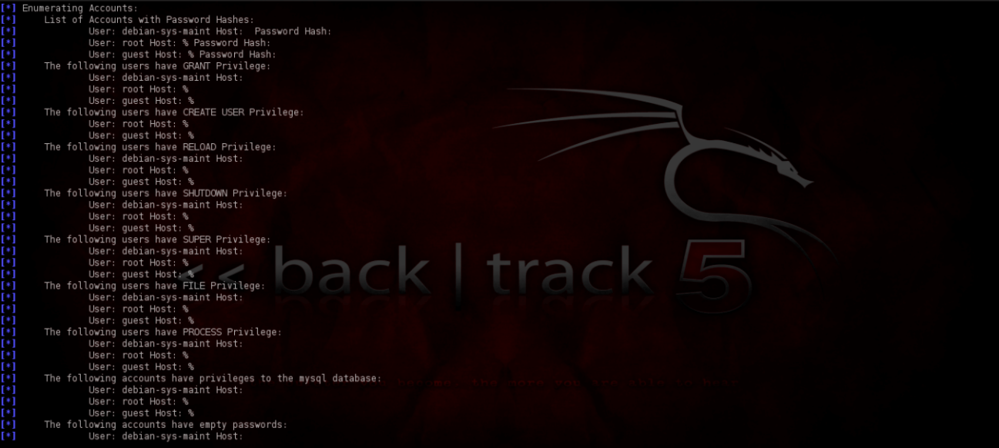 [*] Enumerating Accounts:
[*] List of Accounts with Password Hashes:
[*] User: debian-sys-maint Host:  Password Hash:
[*] User: root Host: % Password Hash:
[*] User: guest Host: % Password Hash:
[*] The following users have GRANT Privilege:
[*] User: debian-sys-maint Host:
[*] User: root Host: %
[*] User: guest Host: %
[*] The following users have CREATE USER Privilege:
[*] User: root Host: %
[*] User: guest Host: %
[*] The following users have RELOAD Privilege:
[*] User: debian-sys-maint Host:
[*] User: root Host: %
[*] User: guest Host: %
[*] The following users have SHUTDOWN Privilege:
[*] User: debian-sys-maint Host:
[*] User: root Host: %
[*] User: guest Host: %
[*] The following users have SUPER Privilege:
[*] User: debian-sys-maint Host:
[*] User: root Host: %
[*] User: guest Host: %
[*] The following users have FILE Privilege:
[*] User: debian-sys-maint Host:
[*] User: root Host: %
[*] User: guest Host: %
[*] The following users have PROCESS Privilege:
[*] User: debian-sys-maint Host:
[*] User: root Host: %
[*] User: guest Host: %
[*] The following accounts have privileges to the mysql database:
[*] User: debian-sys-maint Host:
[*] User: root Host: %
[*] User: guest Host: %
[*] The following accounts have empty passwords:
[*] User: debian-sys-maint Host:
<< back | track 5
become, the more you are able to hear